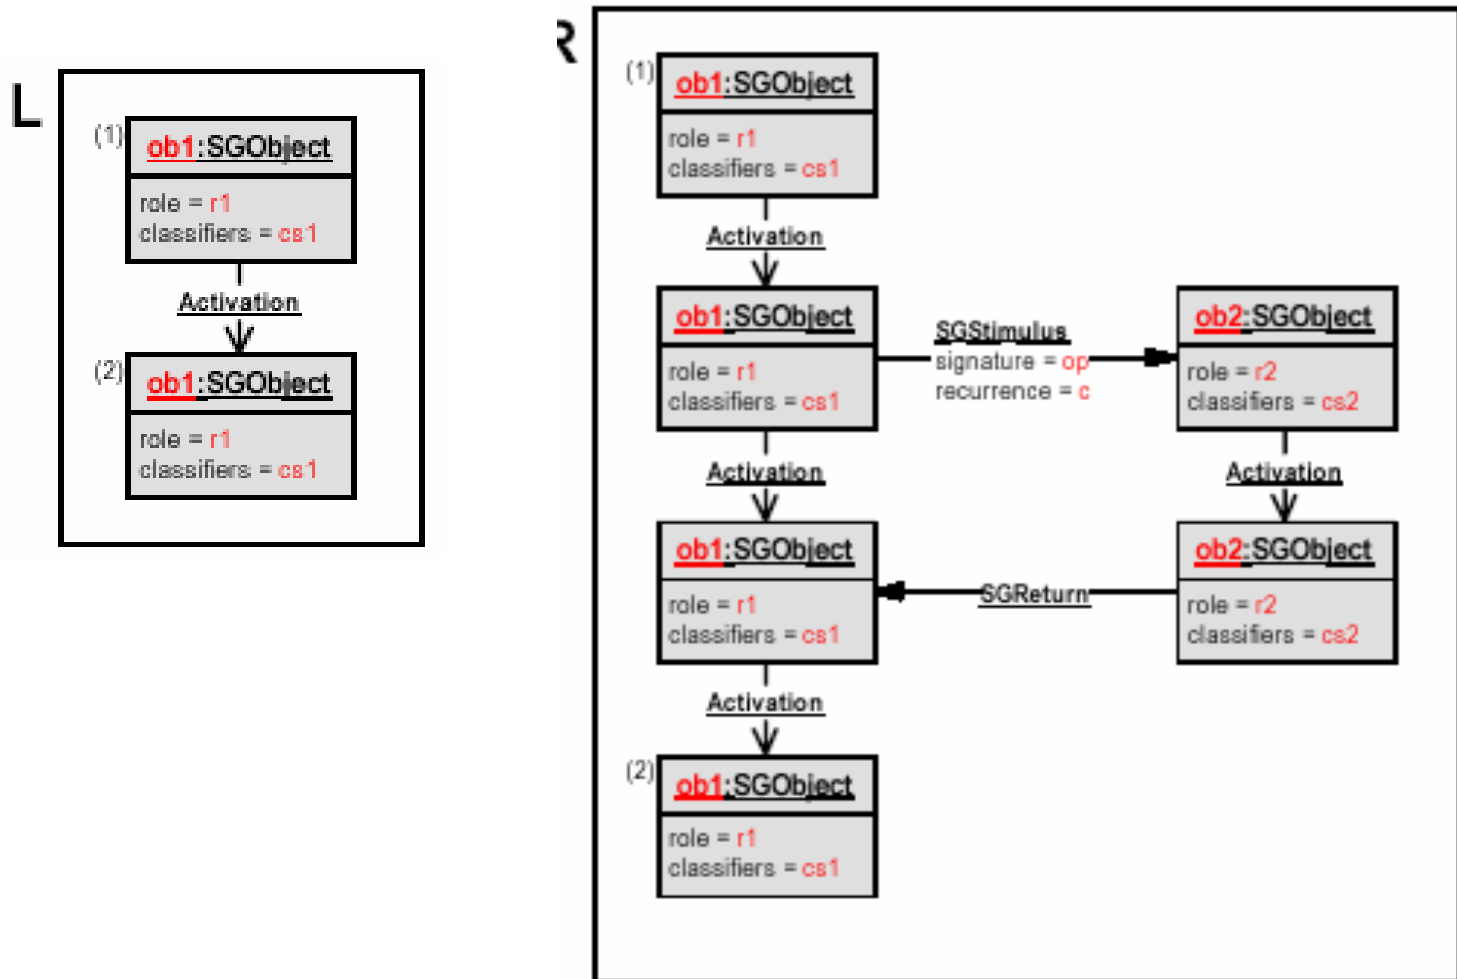 L
(1)
ob1:SGObject
role = r1
classifiers = cs1
Activation
(2)
ob1:SGObject
role = r1
classifiers = cs1
R
(1)
ob1:SGObject
role = r1
classifiers = cs1
Activation
ob1:SGObject
role = r1
classifiers = cs1
SGStimulus
signature = op
recurrence = c
ob2:SGObject
role = r2
classifiers = cs2
Activation
Activation
ob1:SGObject
role = r1
classifiers = cs1
SGReturn
ob2:SGObject
role = r2
classifiers = cs2
Activation
(2)
ob1:SGObject
role = r1
classifiers = cs1